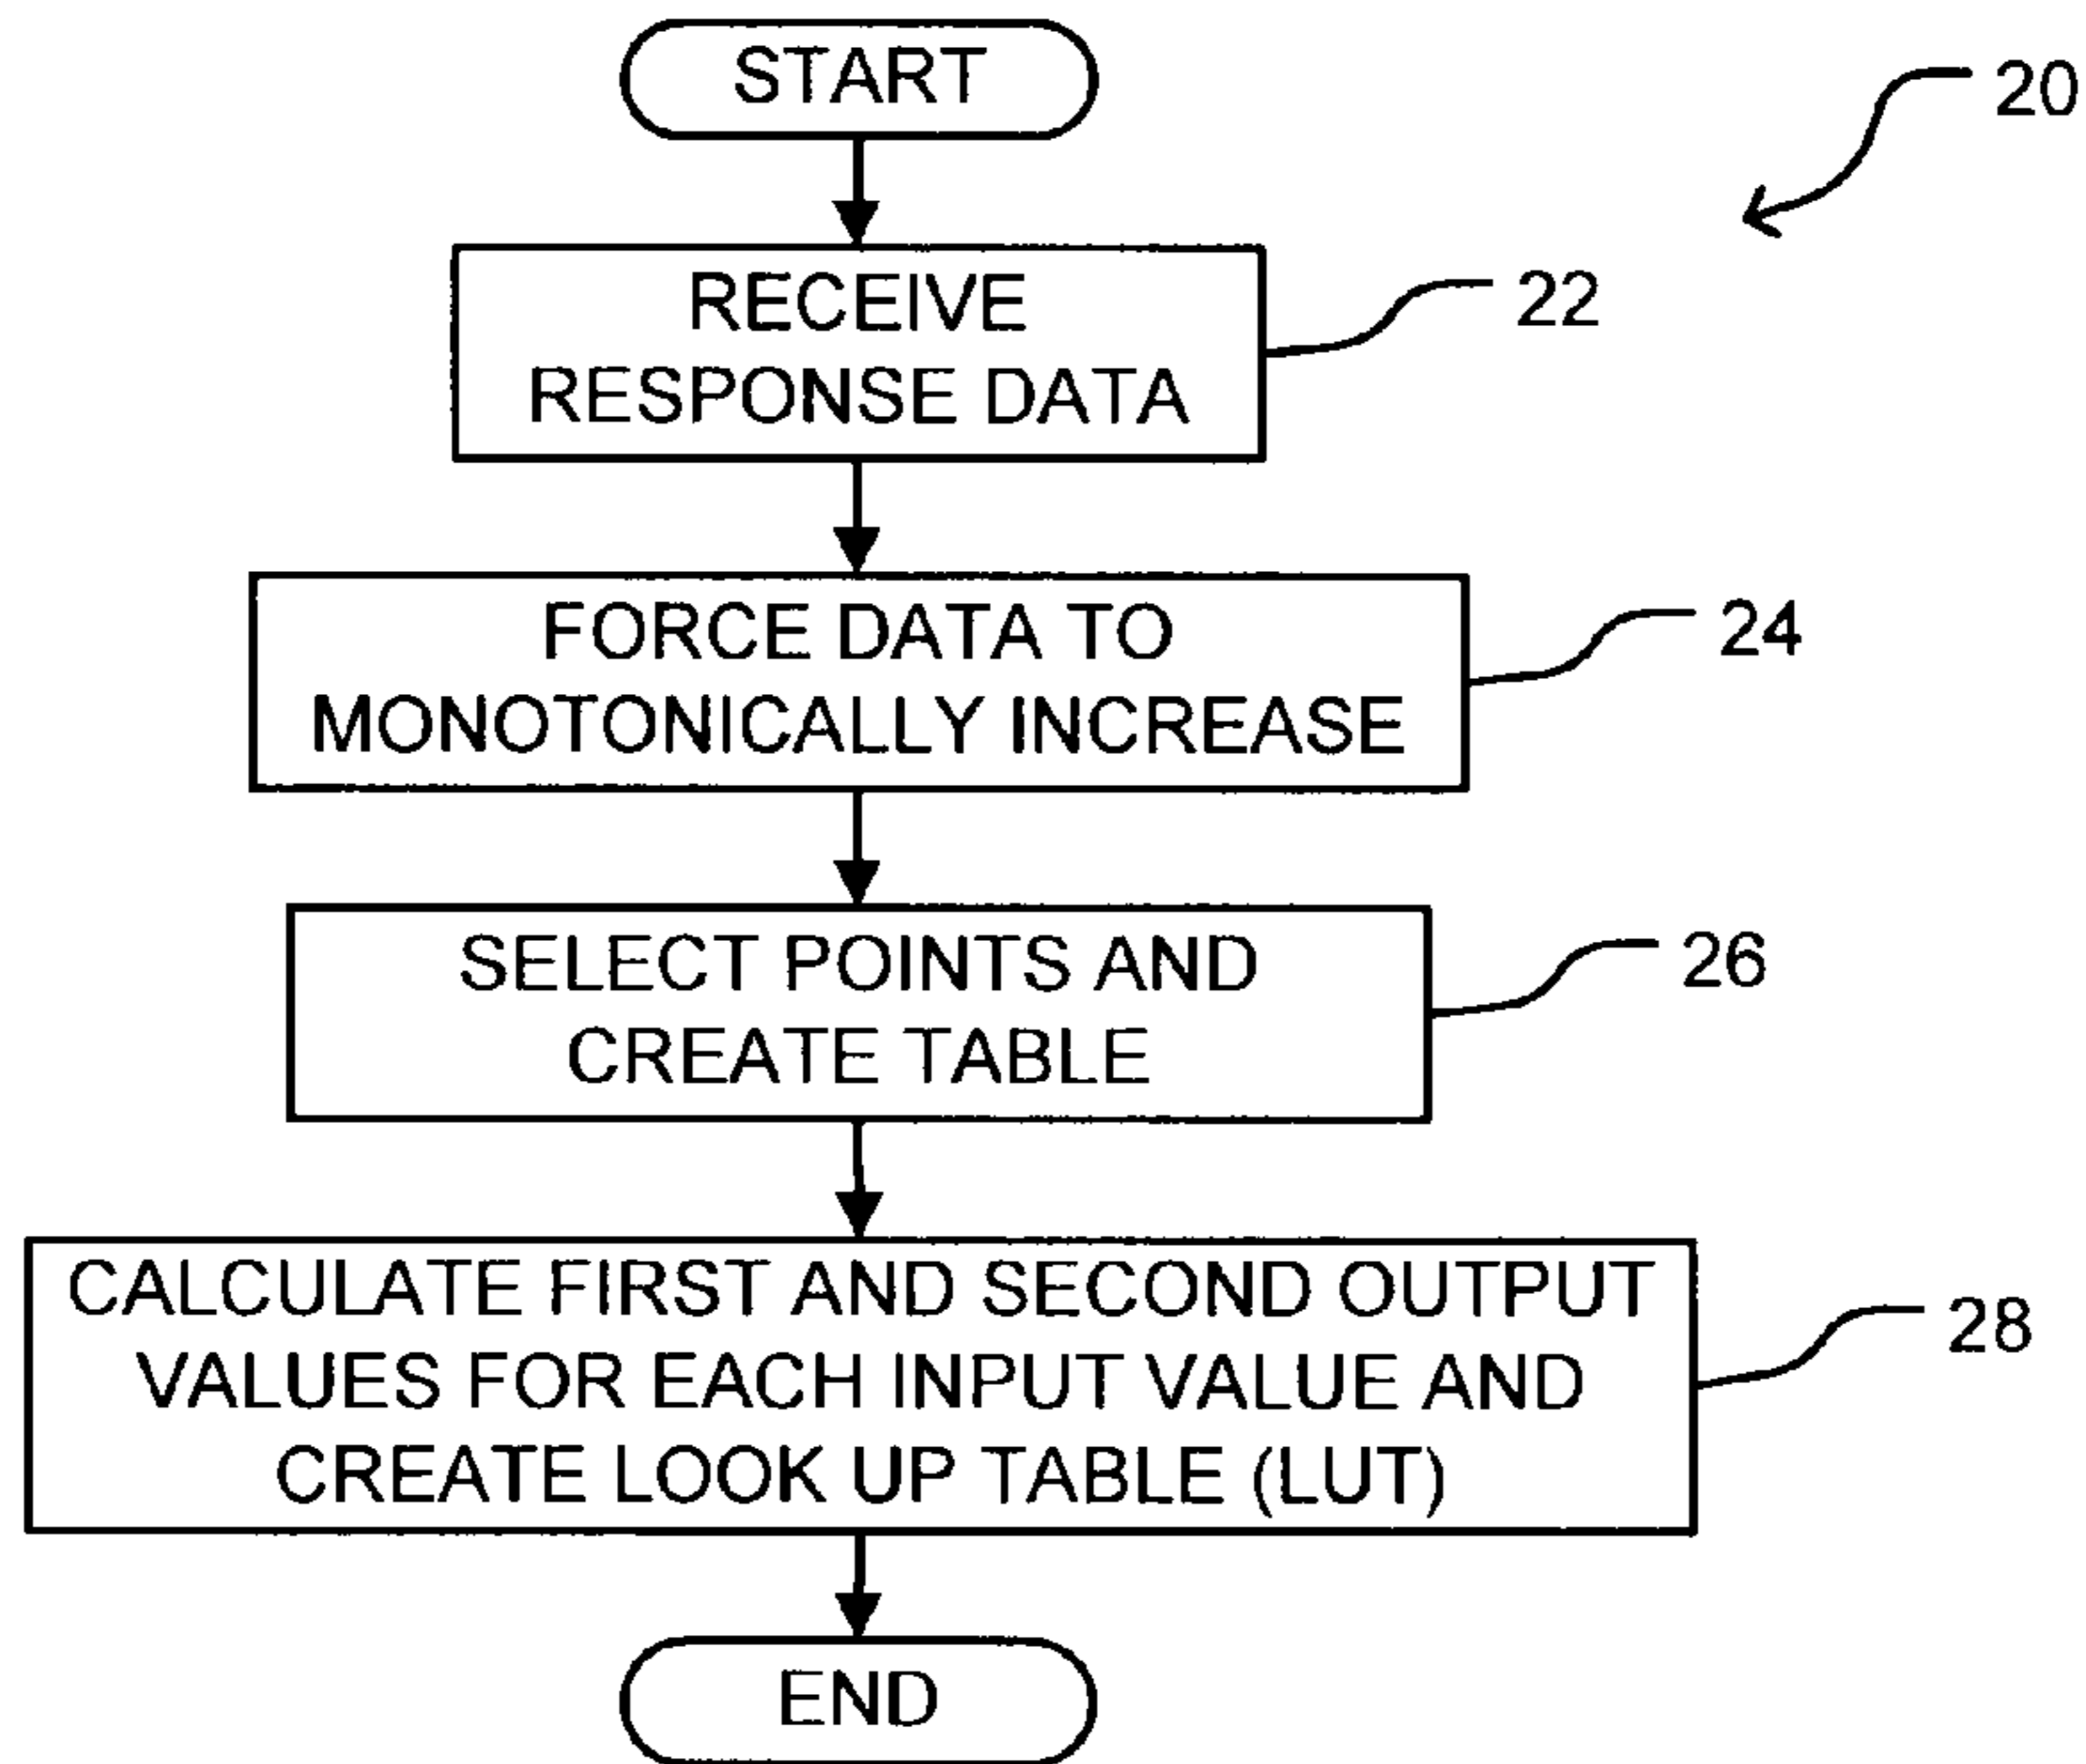 START
20
RECEIVE
RESPONSE DATA
22
FORCE DATA TO
MONOTONICALLY INCREASE
24
SELECT POINTS AND
CREATE TABLE
26
CALCULATE FIRST AND SECOND OUTPUT
VALUES FOR EACH INPUT VALUE AND
CREATE LOOK UP TABLE (LUT)
28
END